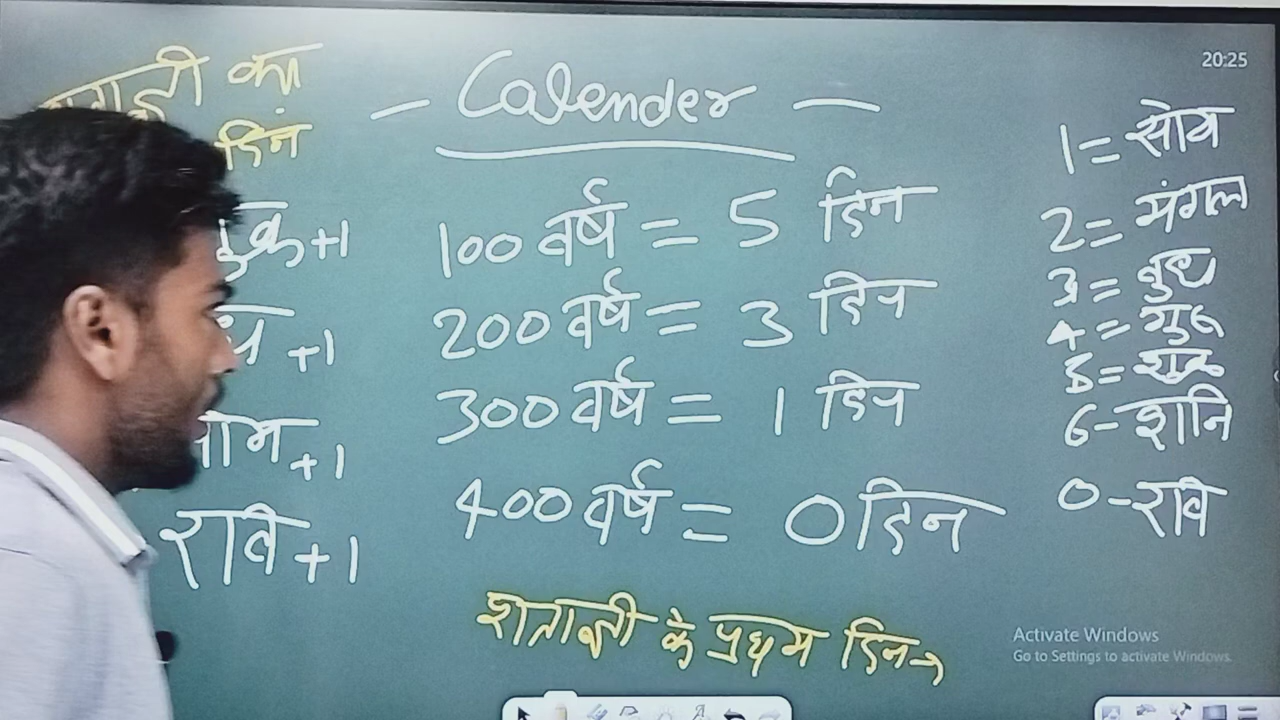 का
दिन
— Calender —
20:25
+1
+1
+1
रवि +1
100 वर्ष = 5 दिन
200 वर्ष = 3 दिन
300 वर्ष = 1 दिन
400 वर्ष = 0 दिन
शताब्दी के प्रथम दिन →
1 = सोम
2 = मंगल
3 = बुध
4 = गुरु
5 = शुक्र
6 - शनि
0 - रवि
Activate Windows
Go to Settings to activate Windows.